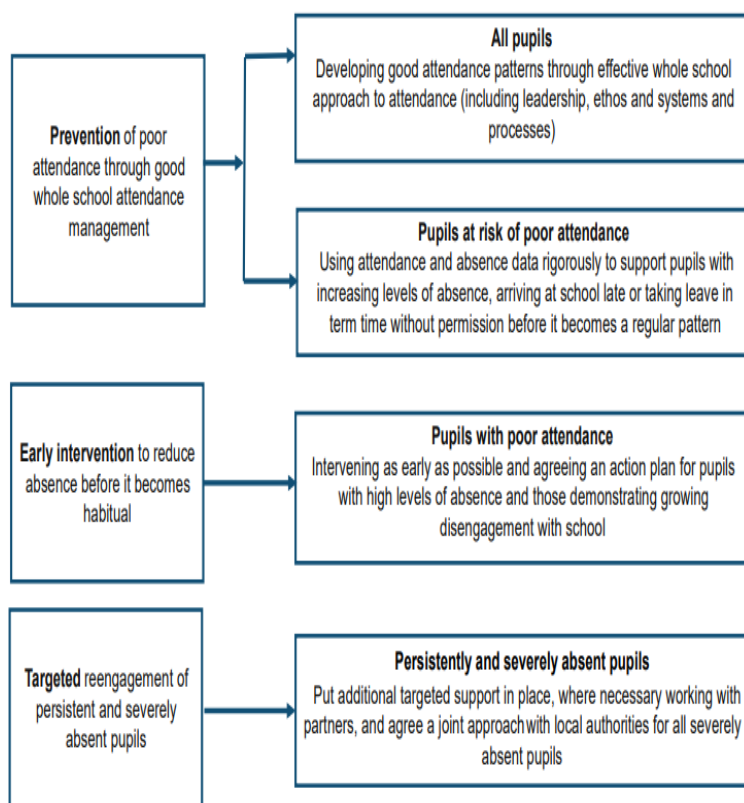 Prevention of poor
attendance through good
whole school attendance
management
All pupils
Developing good attendance patterns through effective whole school
approach to attendance (including leadership, ethos and systems and
processes)
Pupils at risk of poor attendance
Using attendance and absence data rigorously to support pupils with
increasing levels of absence, arriving at school late or taking leave in
term time without permission before it becomes a regular pattern
Early intervention to reduce
absence before it becomes
habitual
Pupils with poor attendance
Intervening as early as possible and agreeing an action plan for pupils
with high levels of absence and those demonstrating growing
disengagement with school
Targeted reengagement of
persistent and severely
absent pupils
Persistently and severely absent pupils
Put additional targeted support in place, where necessary working with
partners, and agree a joint approach with local authorities for all severely
absent pupils